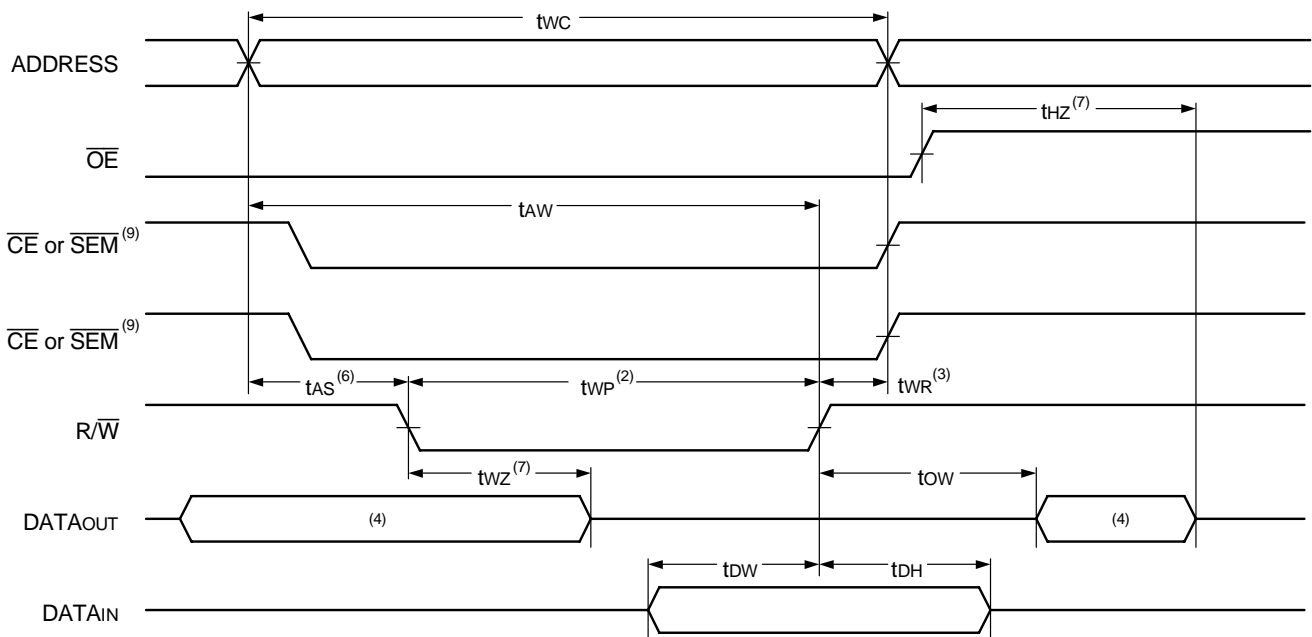 tWC
ADDRESS
tHZ(7)
OE
tAW
CE or SEM(9)
CE or SEM(9)
tAS(6) tWP(2) tWR(3)
R/W
tWZ(7) tOW
DATAOUT (4) (4)
tDW tDH
DATAIN